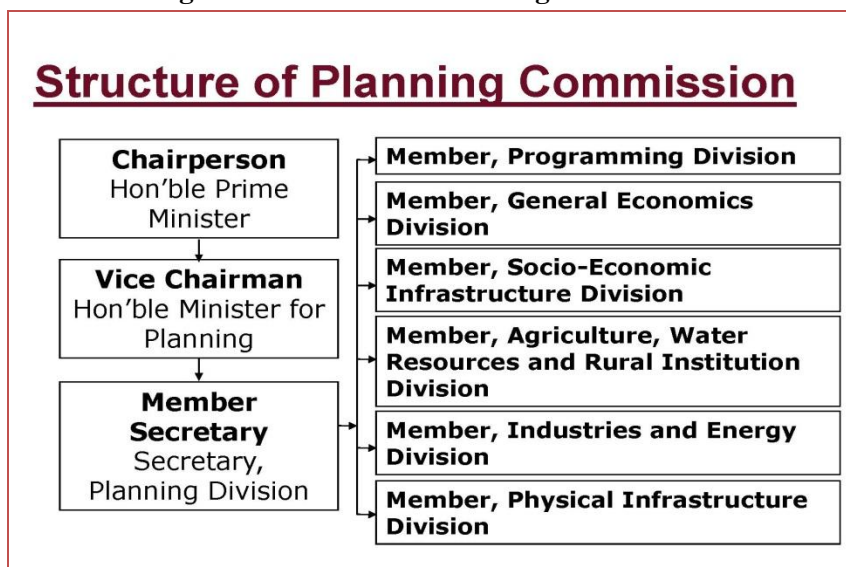 Structure of Planning Commission
Chairperson
Hon'ble Prime
Minister
Vice Chairman
Hon'ble Minister for
Planning
Member
Secretary
Secretary,
Planning Division
Member, Programming Division
Member, General Economics
Division
Member, Socio-Economic
Infrastructure Division
Member, Agriculture, Water
Resources and Rural Institution
Division
Member, Industries and Energy
Division
Member, Physical Infrastructure
Division